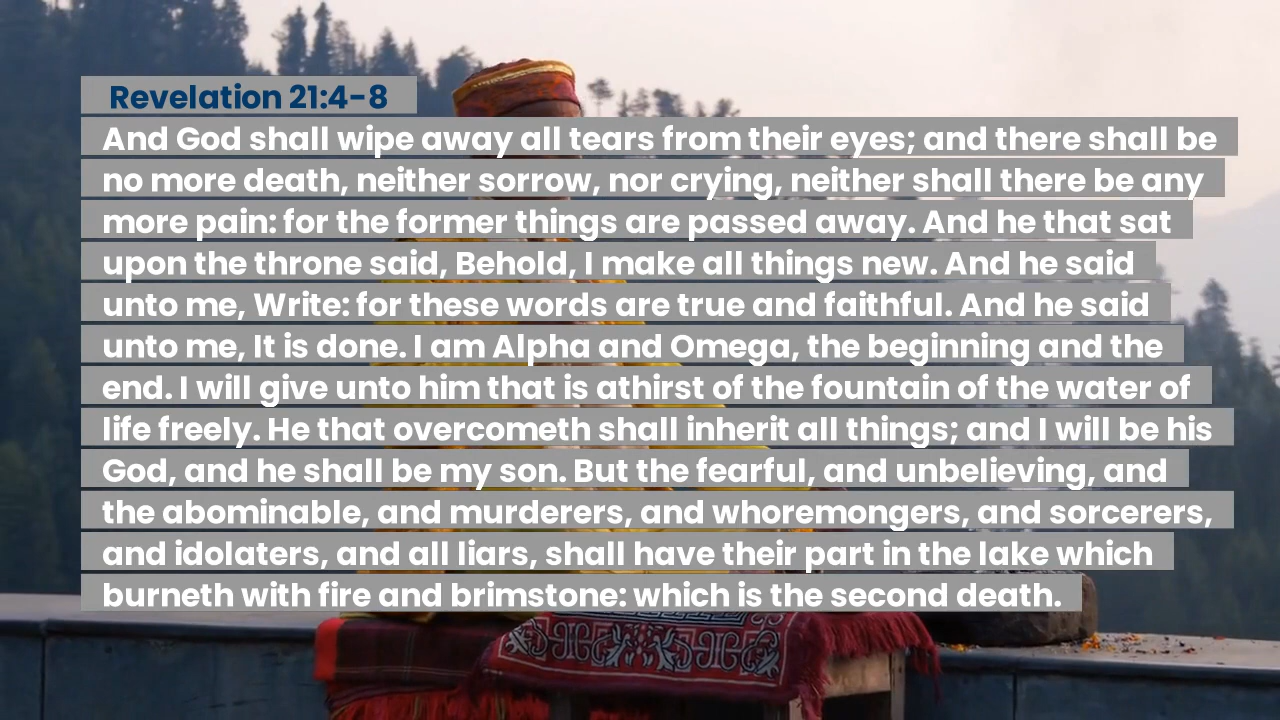 Revelation 21:4-8
And God shall wipe away all tears from their eyes; and there shall be
no more death, neither sorrow, nor crying, neither shall there be any
more pain: for the former things are passed away. And he that sat
upon the throne said, Behold, I make all things new. And he said
unto me, Write: for these words are true and faithful. And he said
unto me, It is done. I am Alpha and Omega, the beginning and the
end. I will give unto him that is athirst of the fountain of the water of
life freely. He that overcometh shall inherit all things; and I will be his
God, and he shall be my son. But the fearful, and unbelieving, and
the abominable, and murderers, and whoremongers, and sorcerers,
and idolaters, and all liars, shall have their part in the lake which
burneth with fire and brimstone: which is the second death.